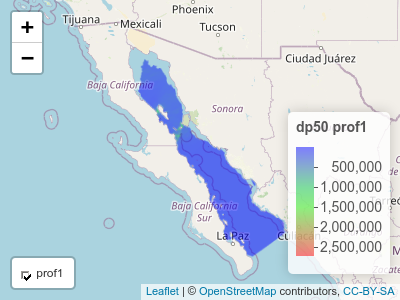 +
−
Phoenix
Tijuana
Mexicali
Tucson
Ciudad Juárez
Baja California
Sonora
Baja California
Sur
La Paz
Culiacán
Torre
dp50 prof1
500,000
1,000,000
1,500,000
2,000,000
2,500,000
prof1
Leaflet | © OpenStreetMap contributors, CC-BY-SA